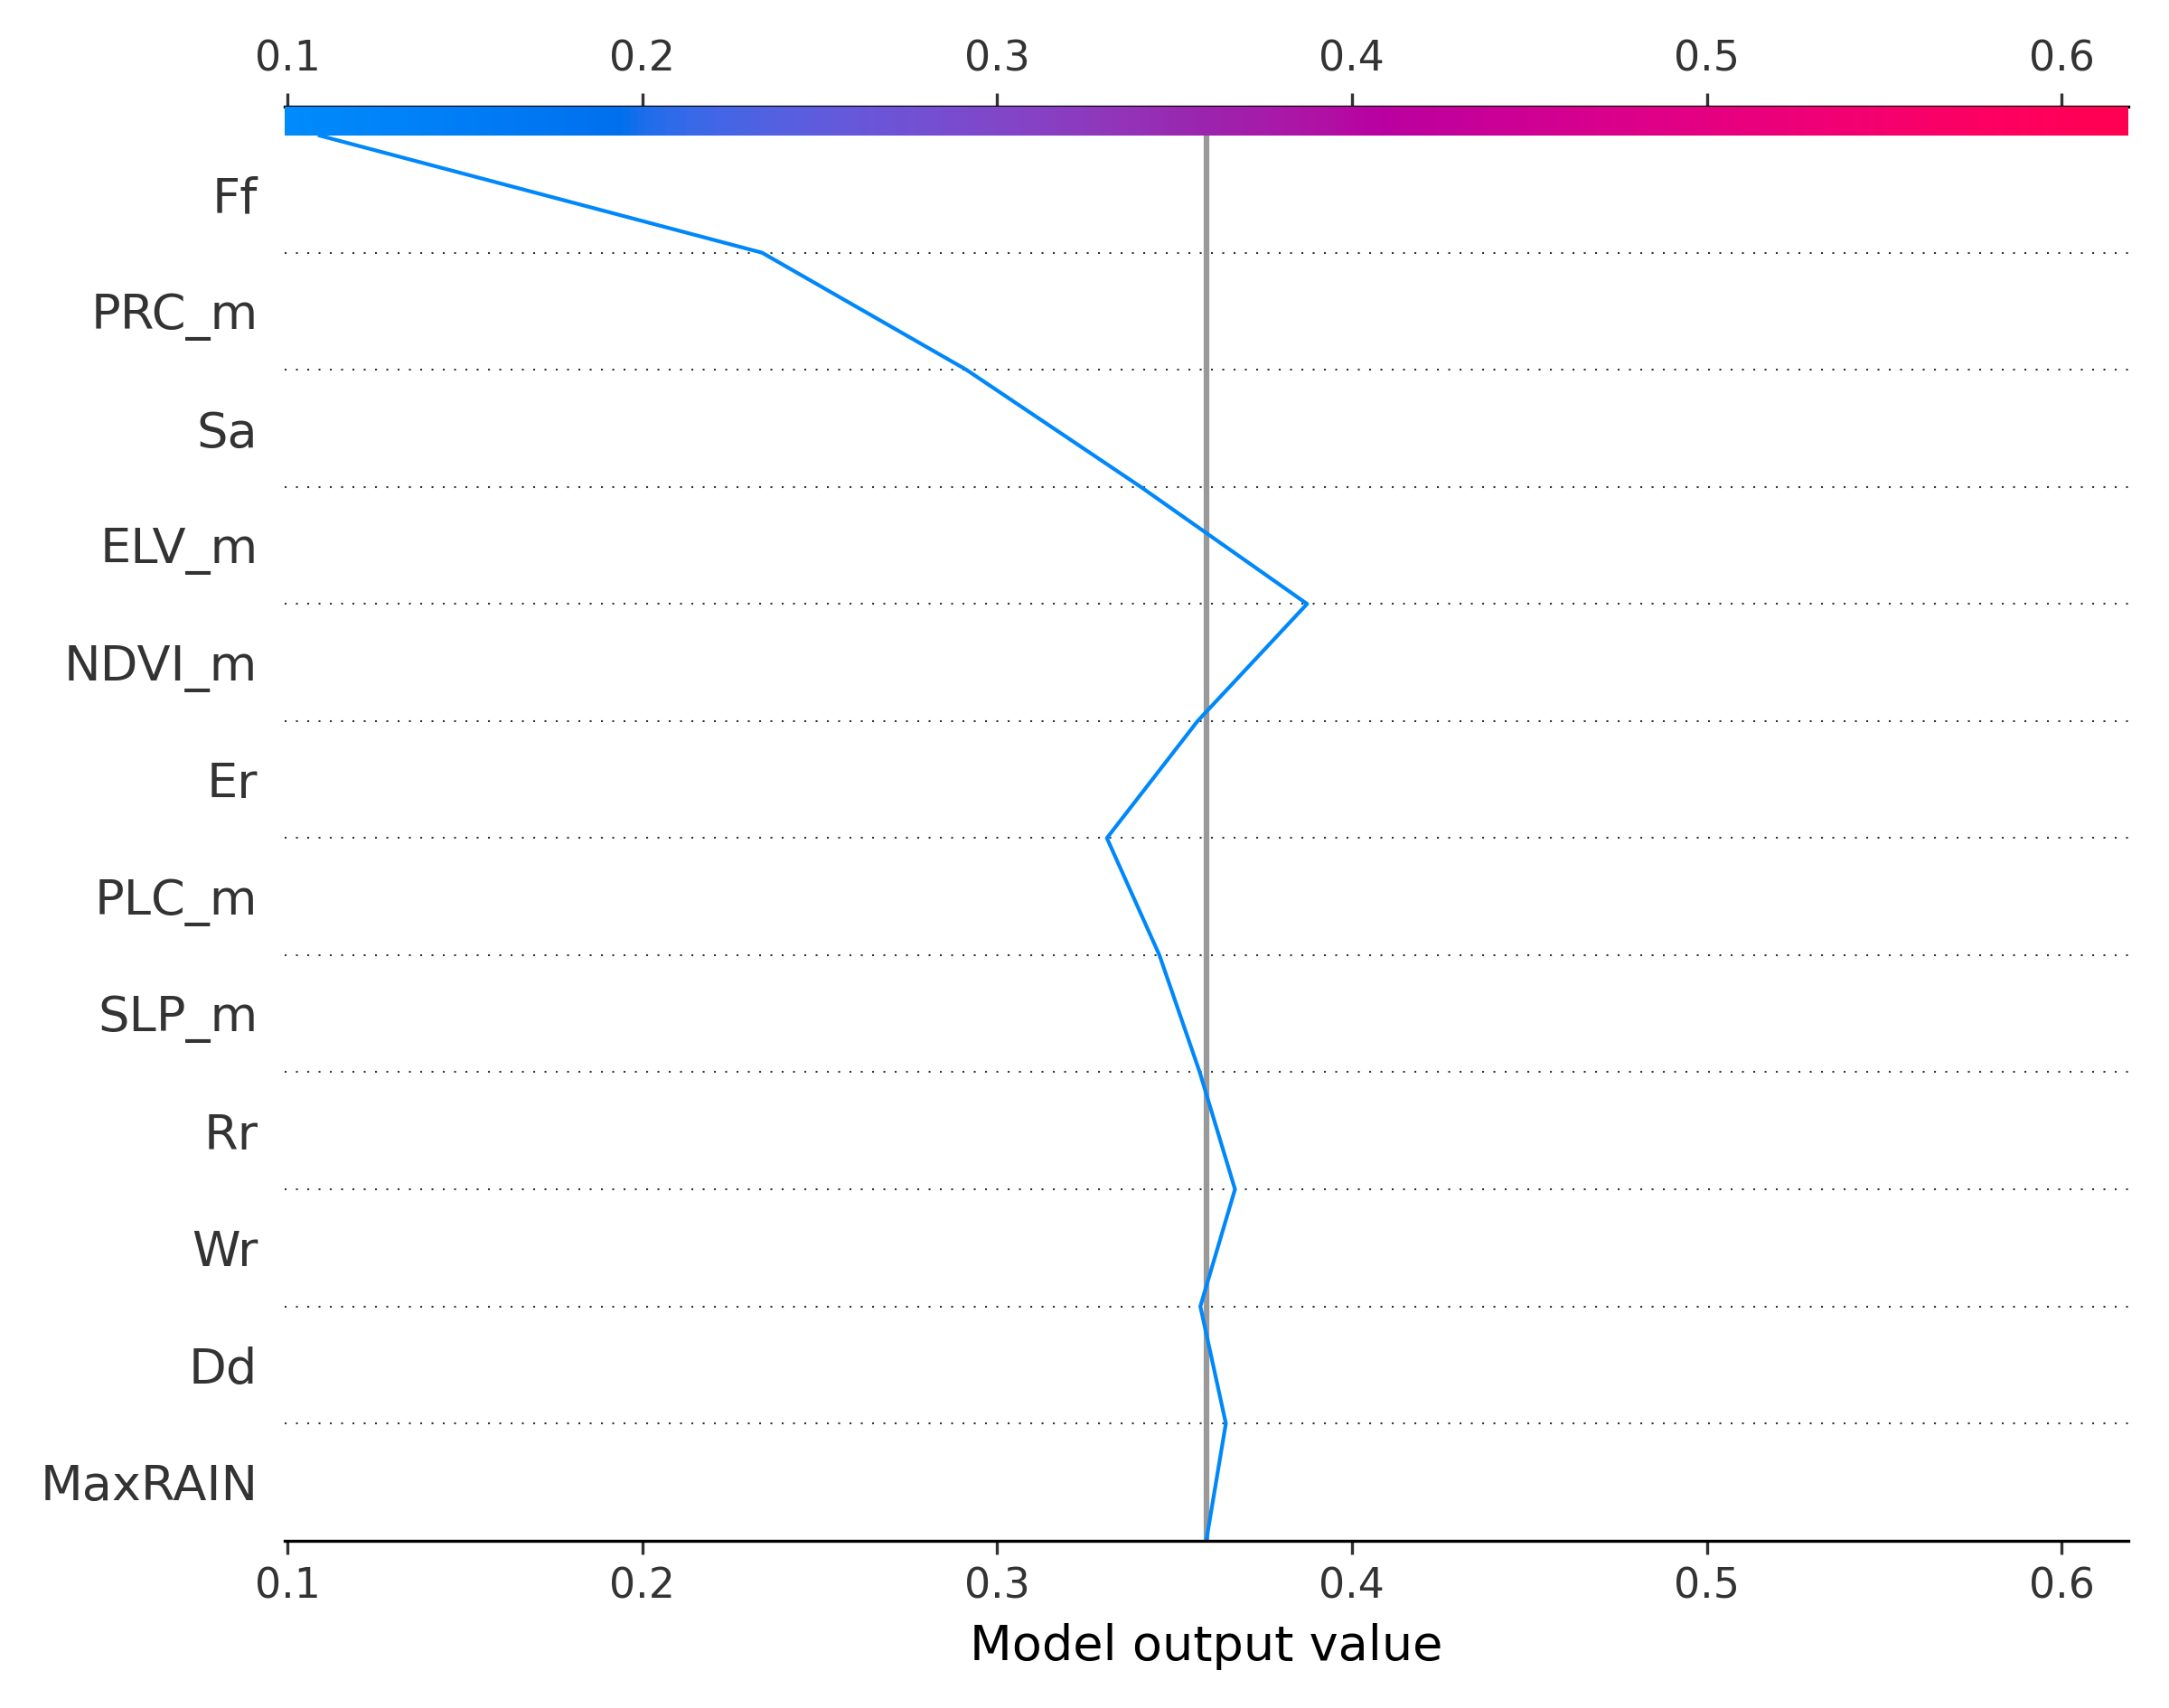 0.1 0.2 0.3 0.4 0.5 0.6
Ff
PRC_m
Sa
ELV_m
NDVI_m
Er
PLC_m
SLP_m
Rr
Wr
Dd
MaxRAIN
0.1 0.2 0.3 0.4 0.5 0.6
Model output value